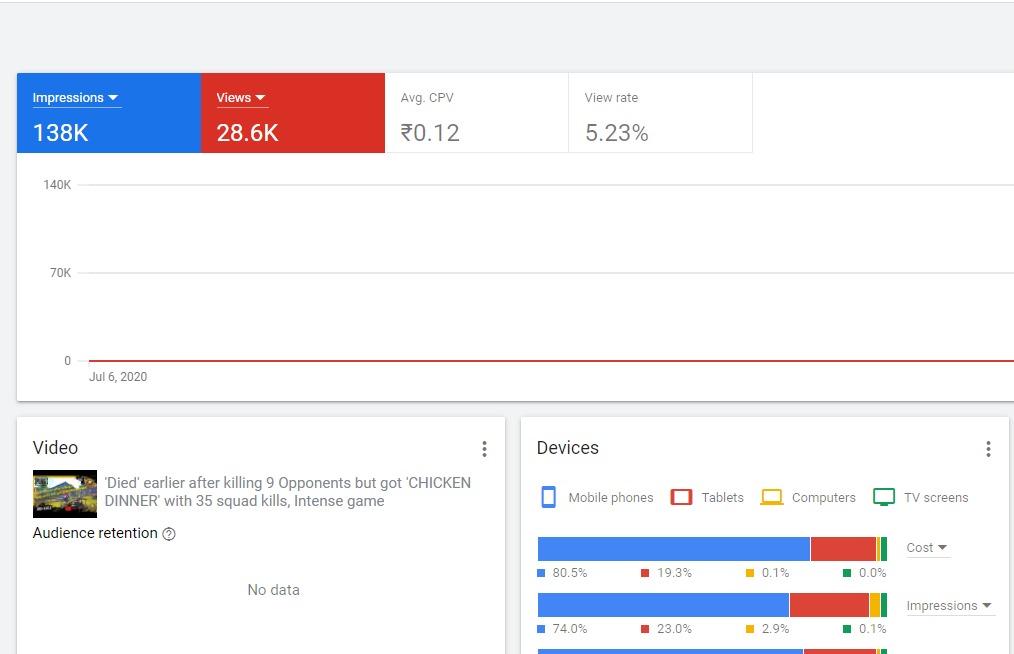 Impressions
Views
Avg. CPV
View rate
138K
28.6K
₹0.12
5.23%
140K
70K
0
Jul 6, 2020
Video
'Died' earlier after killing 9 Opponents but got 'CHICKEN
DINNER' with 35 squad kills, Intense game
Audience retention
No data
Devices
Mobile phones
Tablets
Computers
TV screens
Cost
80.5%
19.3%
0.1%
0.0%
Impressions
74.0%
23.0%
2.9%
0.1%